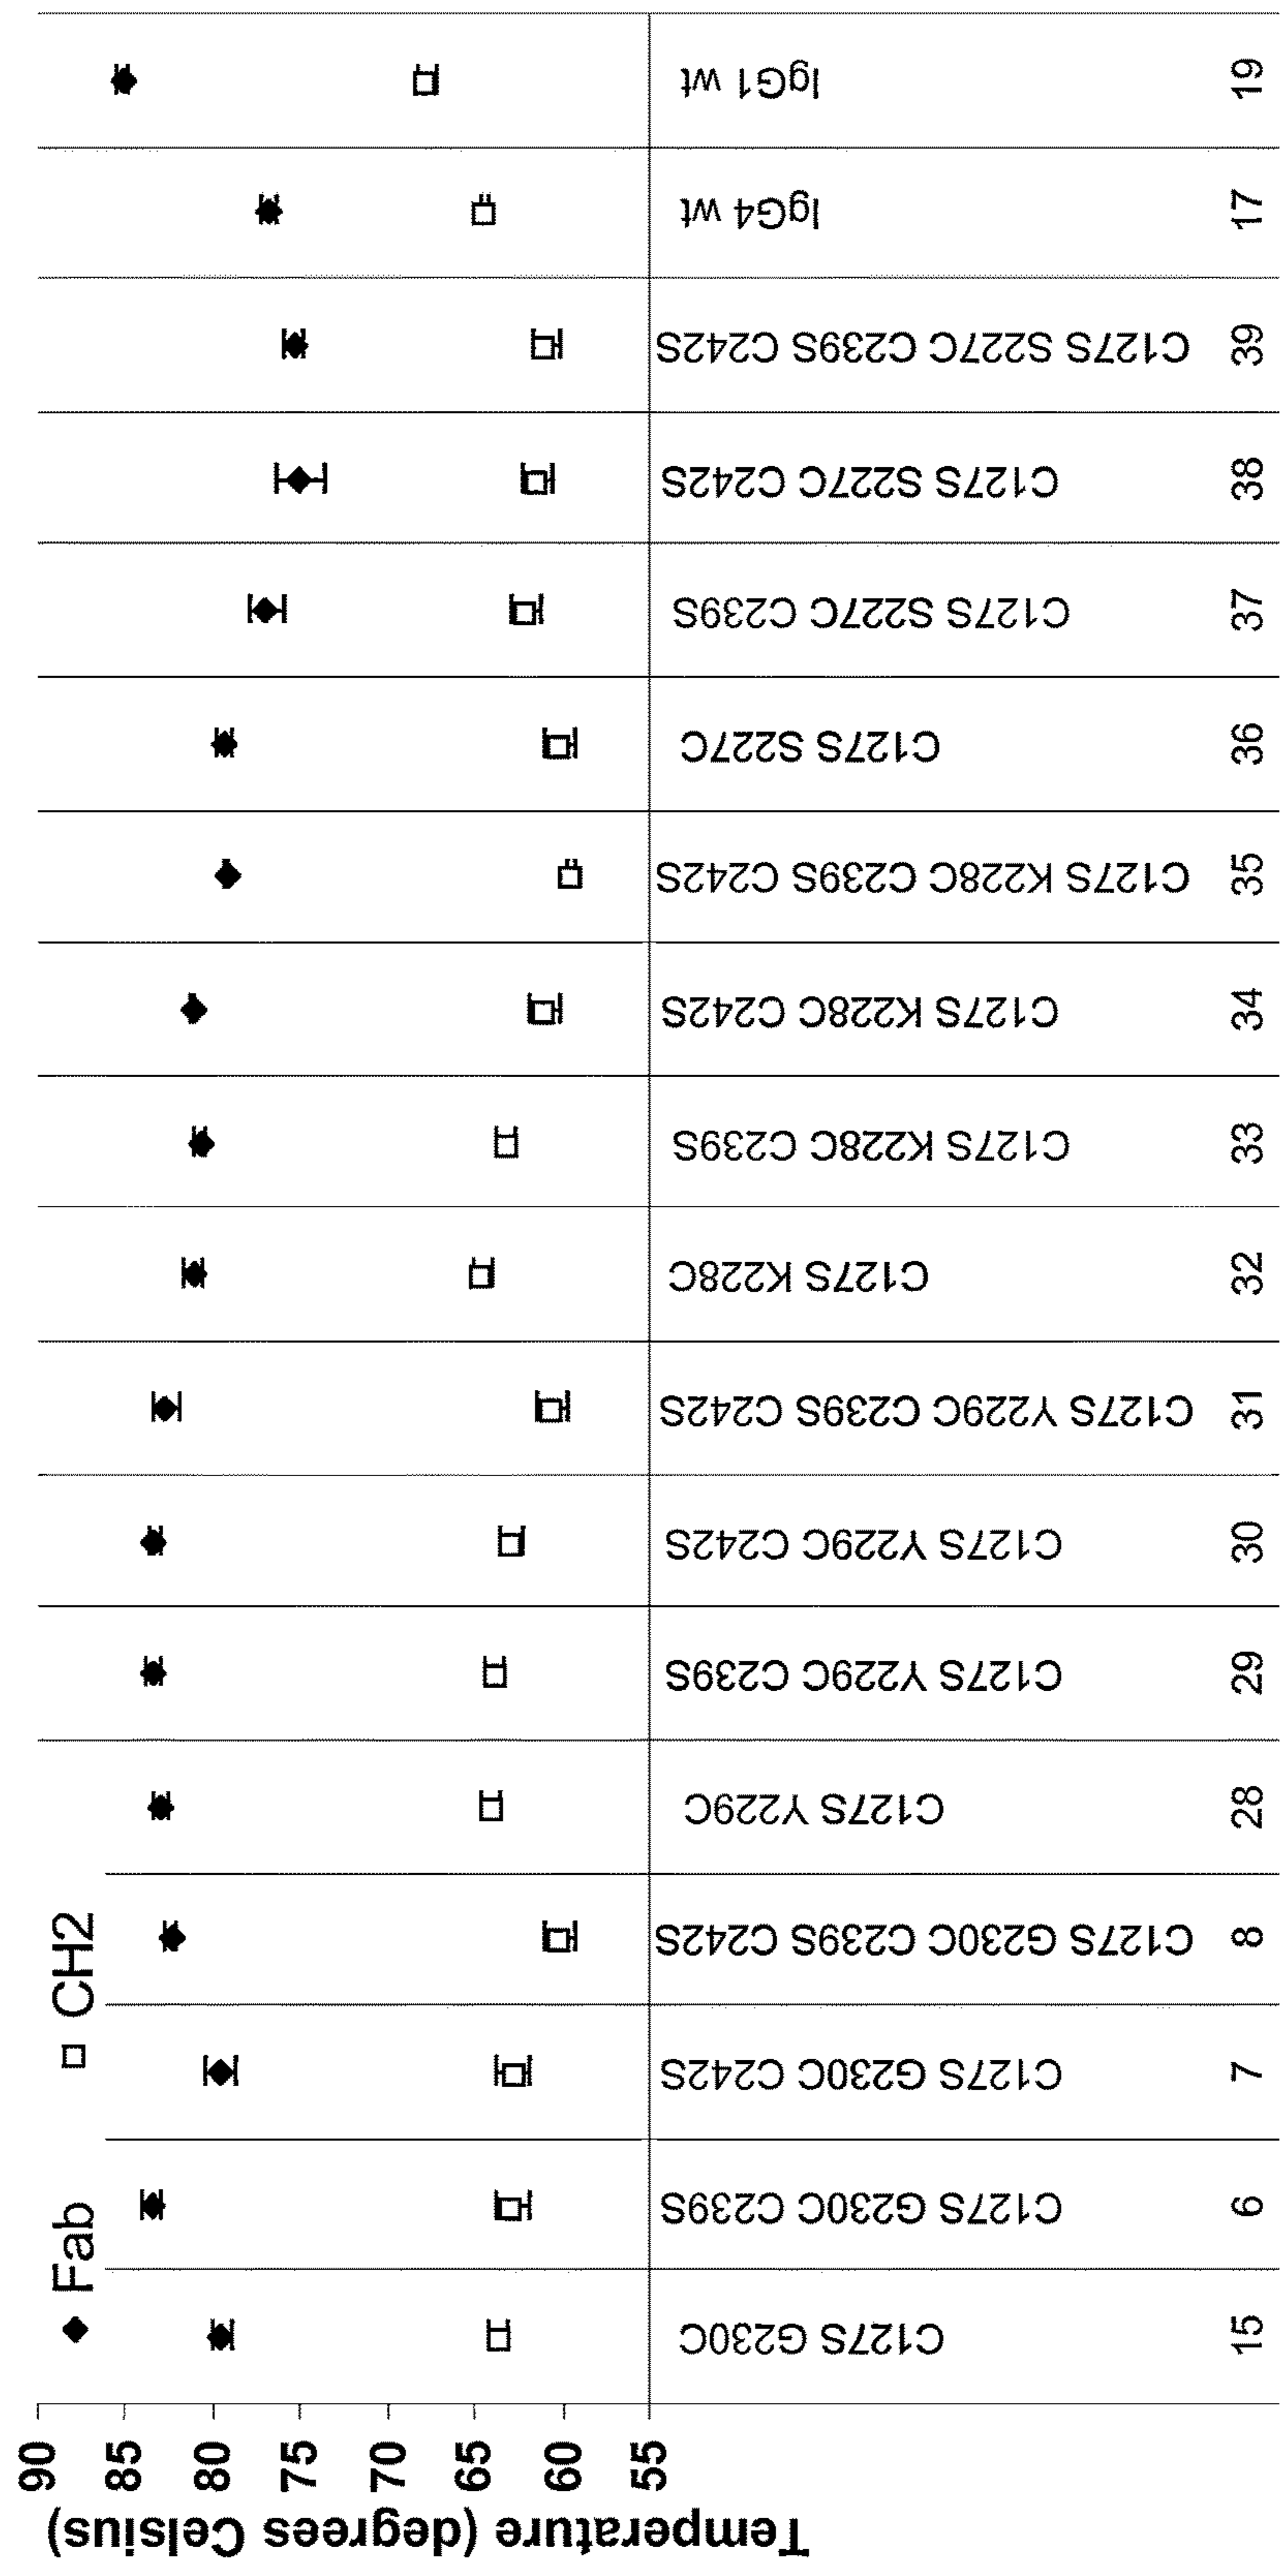 Temperature (degrees Celsius)
90
85
80
75
70
65
60
55
Fab
CH2
C127S G230C
C127S G230C C239S
C127S G230C C242S
C127S G230C C239S C242S
C127S Y229C
C127S Y229C C239S
C127S Y229C C242S
C127S Y229C C239S C242S
C127S K228C
C127S K228C C239S
C127S K228C C242S
C127S K228C C239S C242S
C127S S227C
C127S S227C C239S
C127S S227C C242S
C127S S227C C239S C242S
IgG4 wt
IgG1 wt
15
6
7
8
28
29
30
31
32
33
34
35
36
37
38
39
17
19